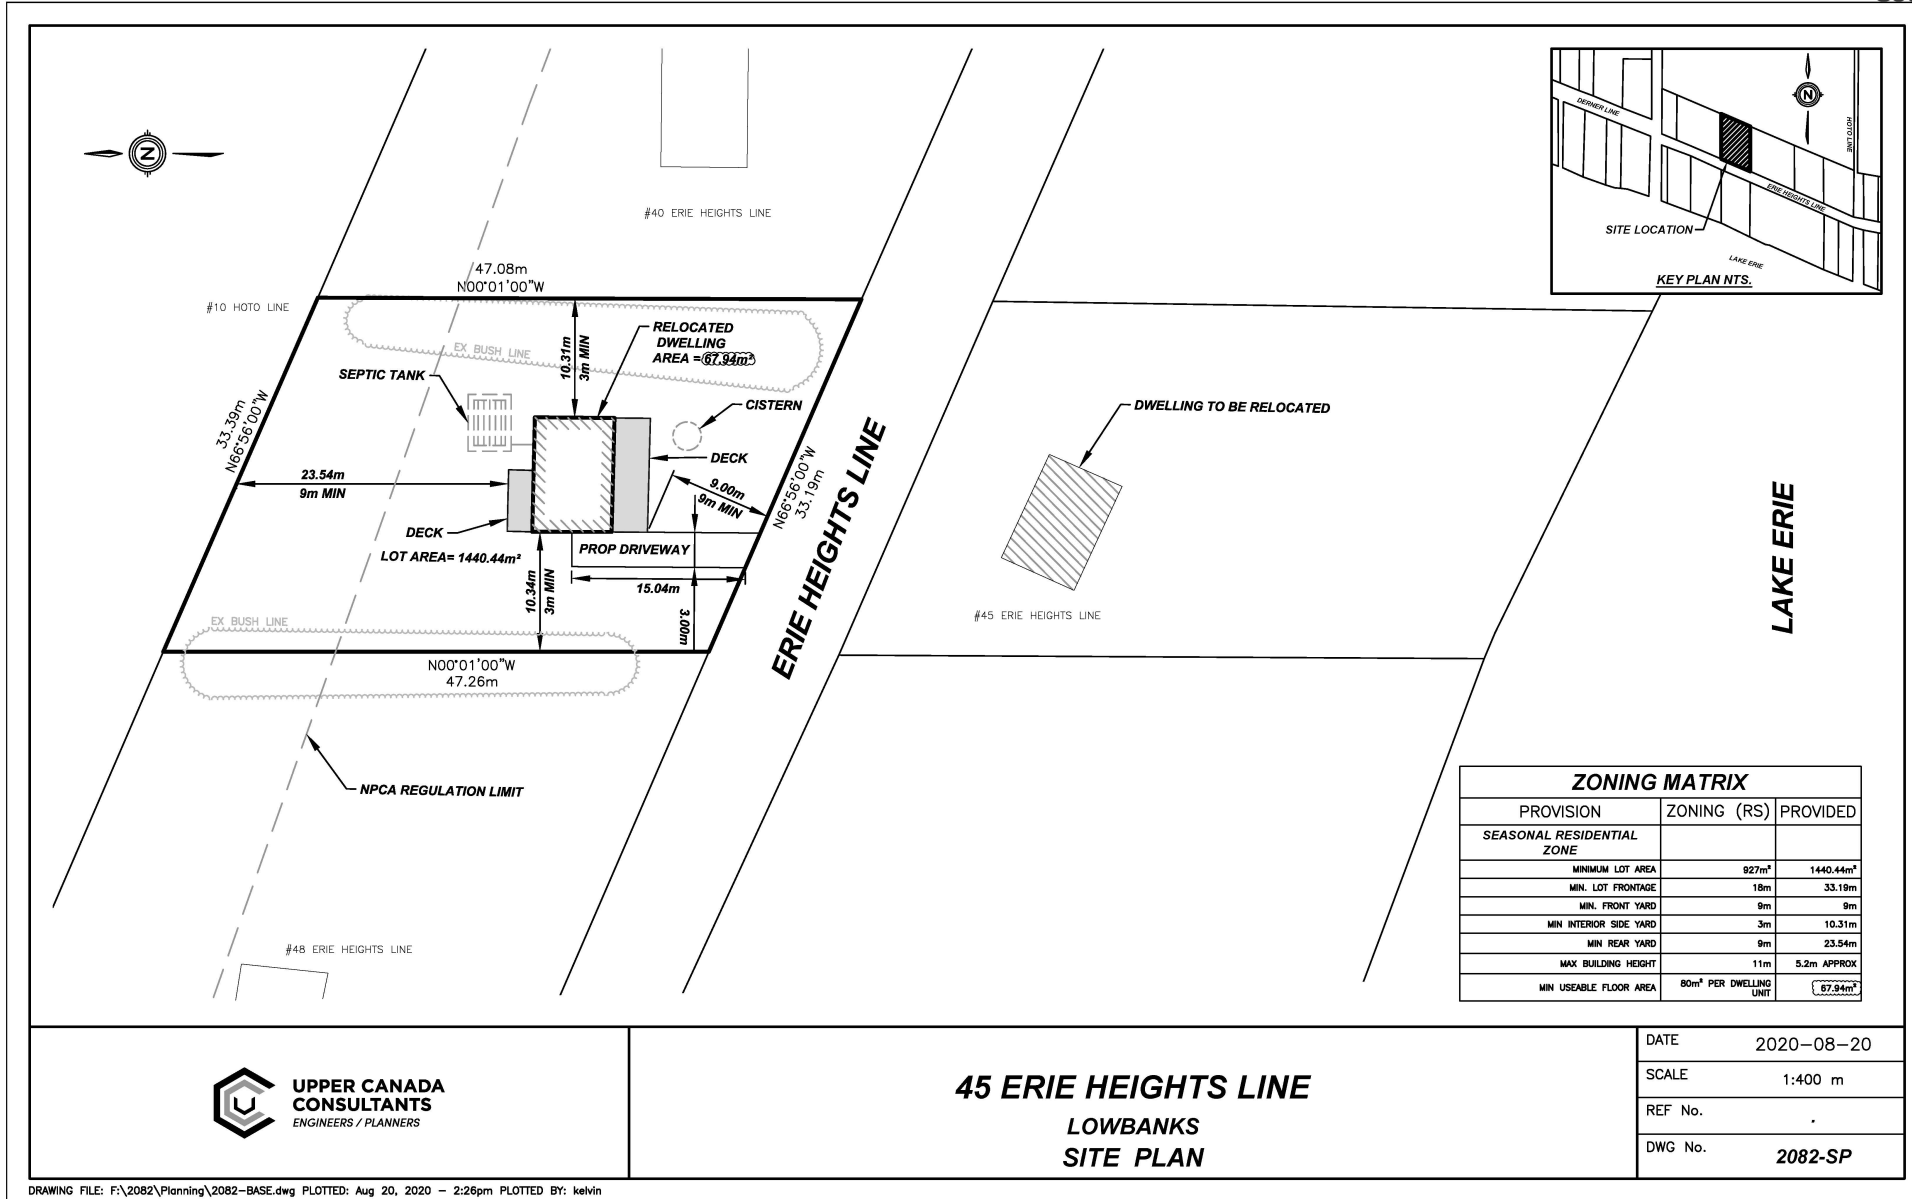 N
#40 ERIE HEIGHTS LINE
47.08m
N00°01'00"W
#10 HOTO LINE
RELOCATED
DWELLING
AREA = 67.94m²
EX BUSH LINE
10.31m
3m MIN
SEPTIC TANK
33.39m
N66°56'00"W
CISTERN
DECK
23.54m
9m MIN
9.00m
9m MIN
N66°56'00"W
33.19m
DECK
LOT AREA= 1440.44m²
PROP DRIVEWAY
15.04m
10.34m
3m MIN
3.00m
EX BUSH LINE
N00°01'00"W
47.26m
ERIE HEIGHTS LINE
NPCA REGULATION LIMIT
#48 ERIE HEIGHTS LINE
DWELLING TO BE RELOCATED
#45 ERIE HEIGHTS LINE
LAKE ERIE
DERNER LINE
N
HOTO LINE
ERIE HEIGHTS LINE
SITE LOCATION
LAKE ERIE
KEY PLAN NTS.
ZONING MATRIX
PROVISION ZONING (RS) PROVIDED
SEASONAL RESIDENTIAL
ZONE
MINIMUM LOT AREA 927m² 1440.44m²
MIN. LOT FRONTAGE 18m 33.19m
MIN. FRONT YARD 9m 9m
MIN INTERIOR SIDE YARD 3m 10.31m
MIN REAR YARD 9m 23.54m
MAX BUILDING HEIGHT 11m 5.2m APPROX
MIN USEABLE FLOOR AREA 80m² PER DWELLING
UNIT 67.94m²
UPPER CANADA
CONSULTANTS
ENGINEERS / PLANNERS
45 ERIE HEIGHTS LINE
LOWBANKS
SITE PLAN
DATE 2020-08-20
SCALE 1:400 m
REF No. .
DWG No. 2082-SP
DRAWING FILE: F:\2082\Planning\2082-BASE.dwg PLOTTED: Aug 20, 2020 - 2:26pm PLOTTED BY: kelvin